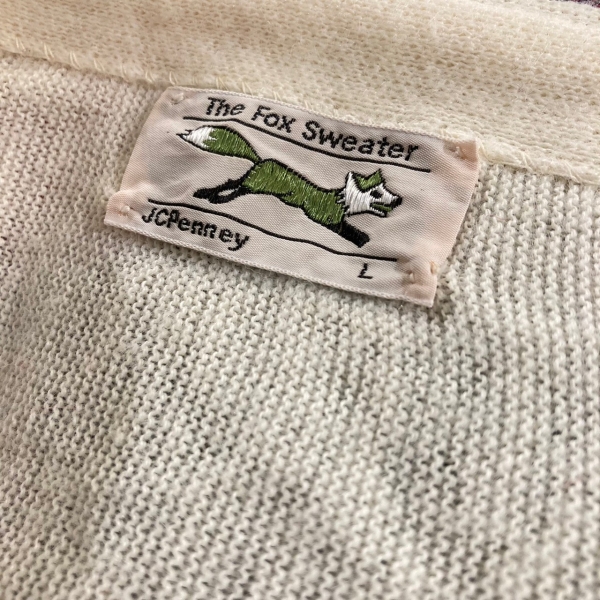 The Fox Sweater
JCPenney
L